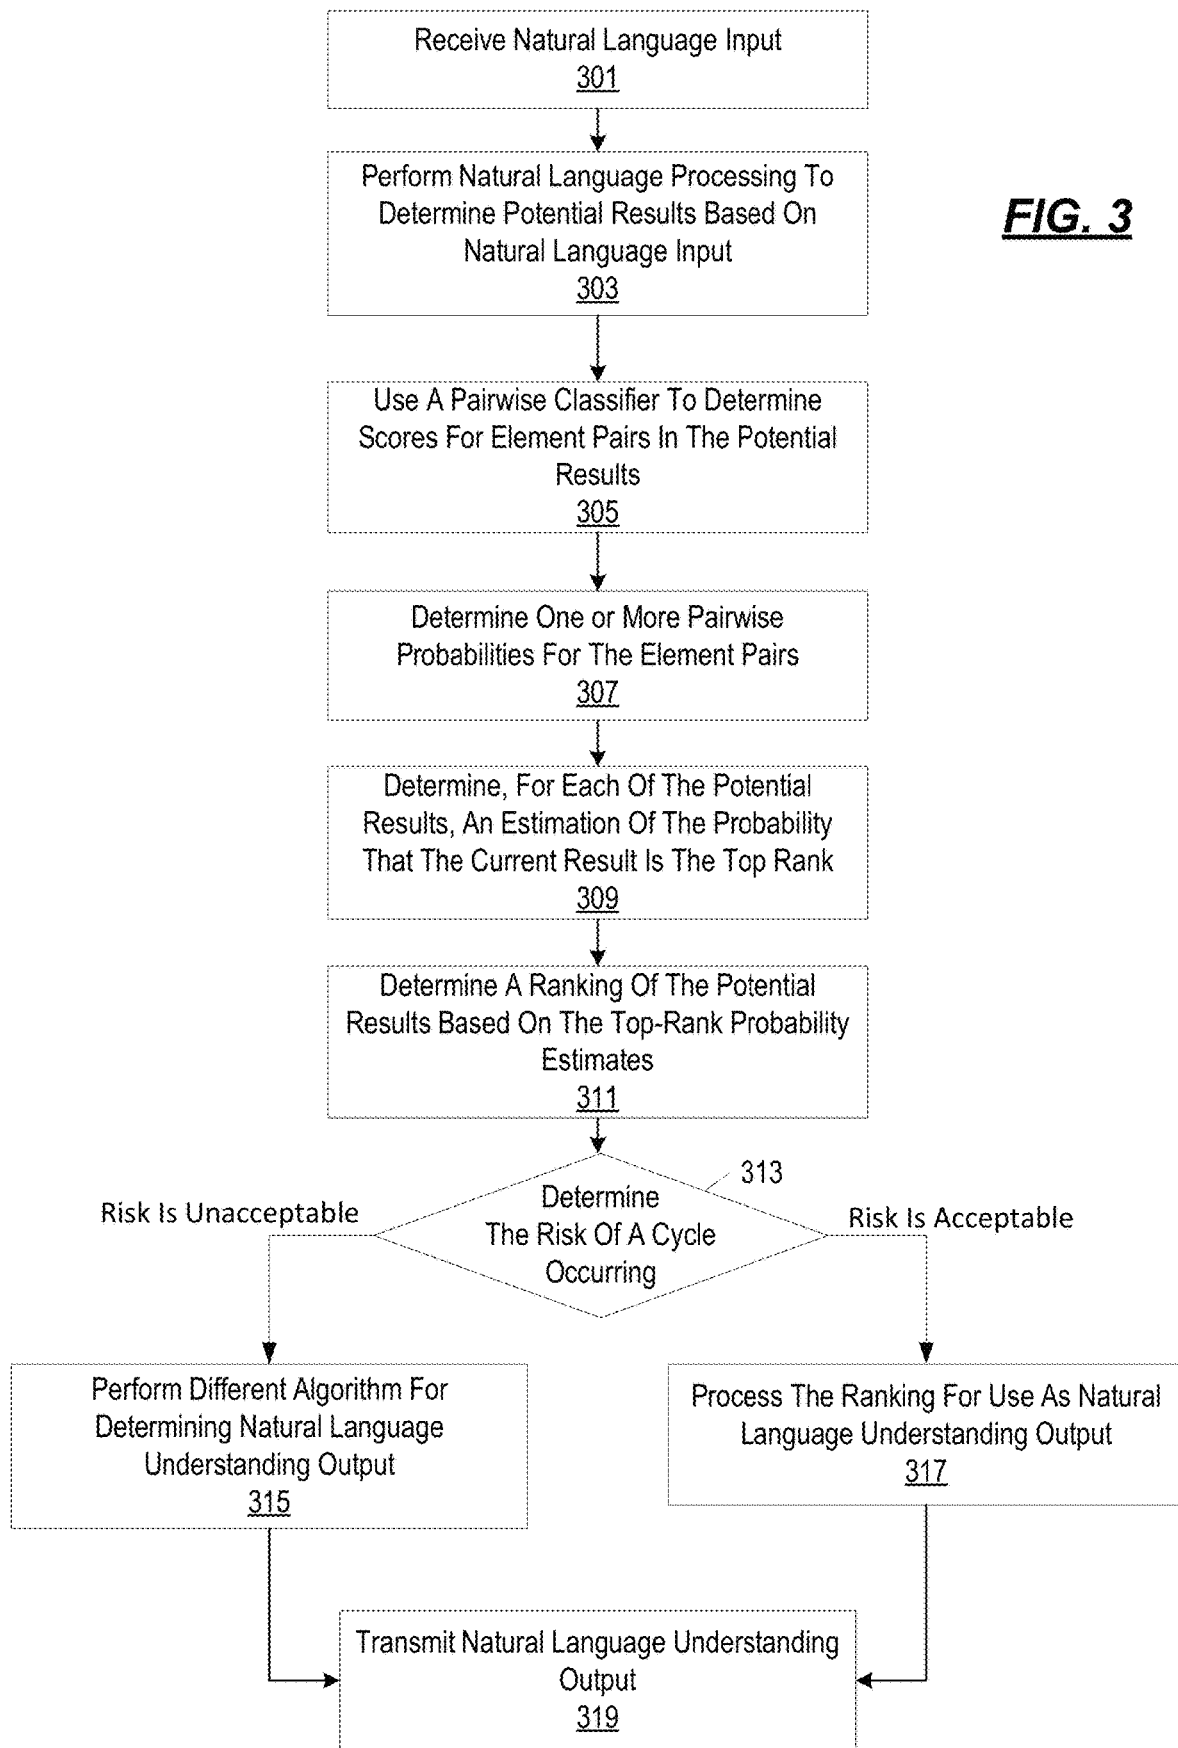 Receive Natural Language Input
301
Perform Natural Language Processing To
Determine Potential Results Based On
Natural Language Input
303
FIG. 3
Use A Pairwise Classifier To Determine
Scores For Element Pairs In The Potential
Results
305
Determine One or More Pairwise
Probabilities For The Element Pairs
307
Determine, For Each Of The Potential
Results, An Estimation Of The Probability
That The Current Result Is The Top Rank
309
Determine A Ranking Of The Potential
Results Based On The Top-Rank Probability
Estimates
311
313
Determine
The Risk Of A Cycle
Occurring
Risk Is Unacceptable
Risk Is Acceptable
Perform Different Algorithm For
Determining Natural Language
Understanding Output
315
Process The Ranking For Use As Natural
Language Understanding Output
317
Transmit Natural Language Understanding
Output
319